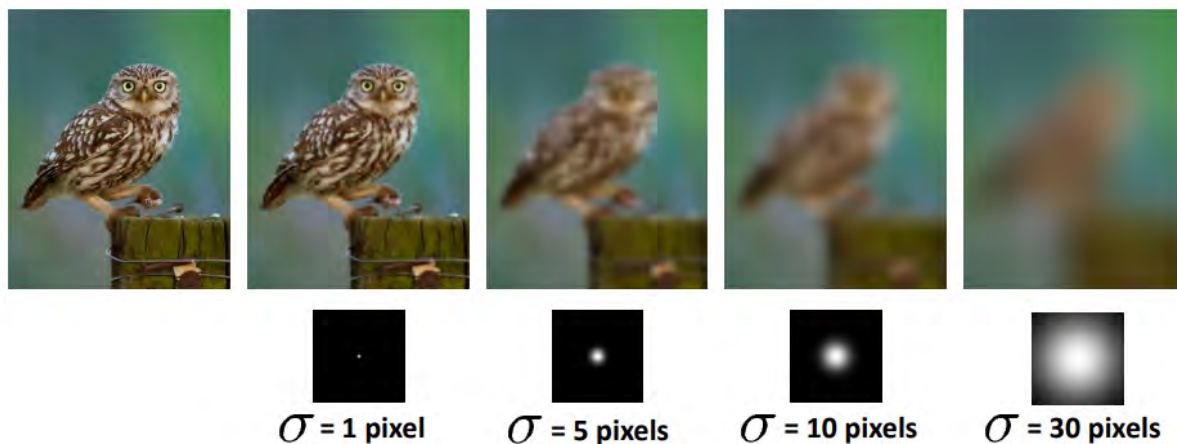 σ = 1 pixel
σ = 5 pixels
σ = 10 pixels
σ = 30 pixels